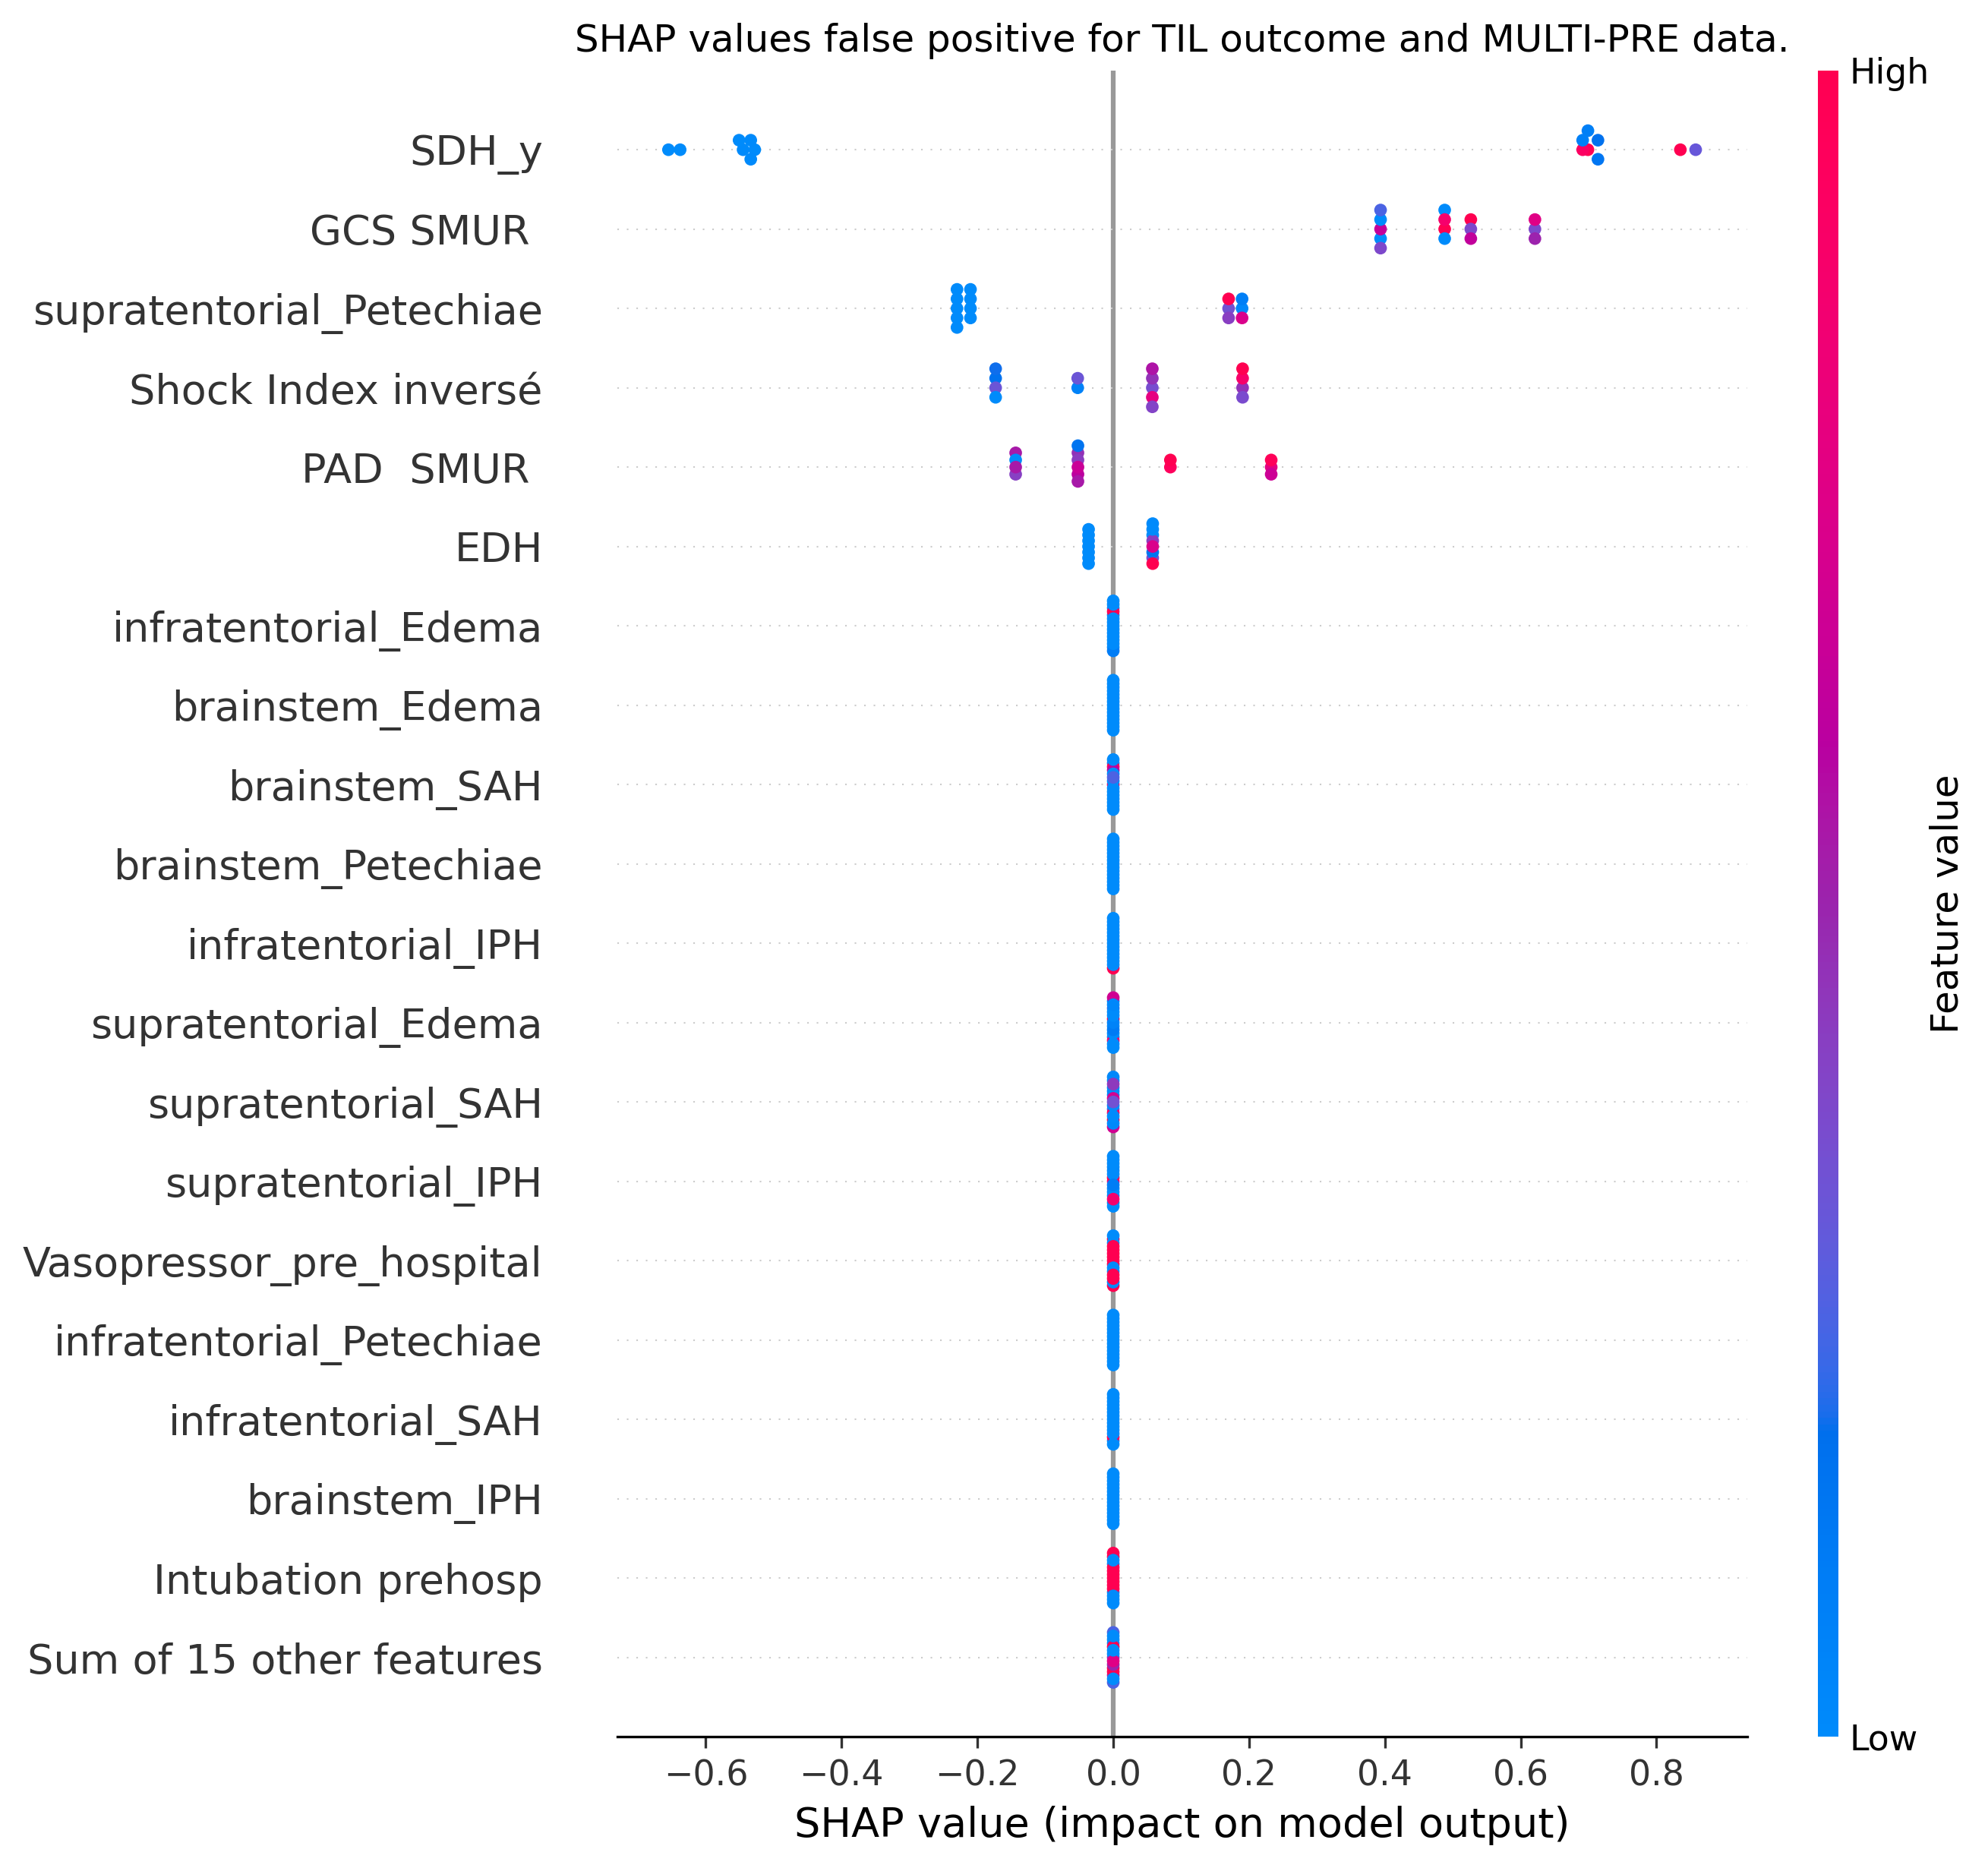 SHAP values false positive for TIL outcome and MULTI-PRE data.
High
SDH_y
GCS SMUR
supratentorial_Petechiae
Shock Index inversé
PAD  SMUR
EDH
infratentorial_Edema
brainstem_Edema
brainstem_SAH
brainstem_Petechiae
infratentorial_IPH
supratentorial_Edema
supratentorial_SAH
supratentorial_IPH
Vasopressor_pre_hospital
infratentorial_Petechiae
infratentorial_SAH
brainstem_IPH
Intubation prehosp
Sum of 15 other features
Feature value
Low
−0.6 −0.4 −0.2 0.0 0.2 0.4 0.6 0.8
SHAP value (impact on model output)